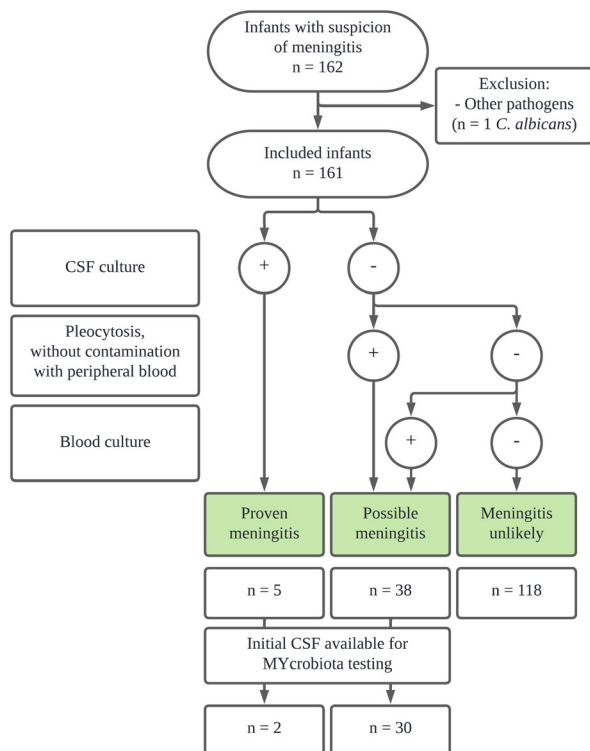 Infants with suspicion
of meningitis
n = 162
Exclusion:
- Other pathogens
(n = 1 C. albicans)
Included infants
n = 161
CSF culture
+
-
Pleocytosis,
without contamination
with peripheral blood
+
-
Blood culture
+
-
Proven
meningitis
Possible
meningitis
Meningitis
unlikely
n = 5
n = 38
n = 118
Initial CSF available for
MYcrobiota testing
n = 2
n = 30